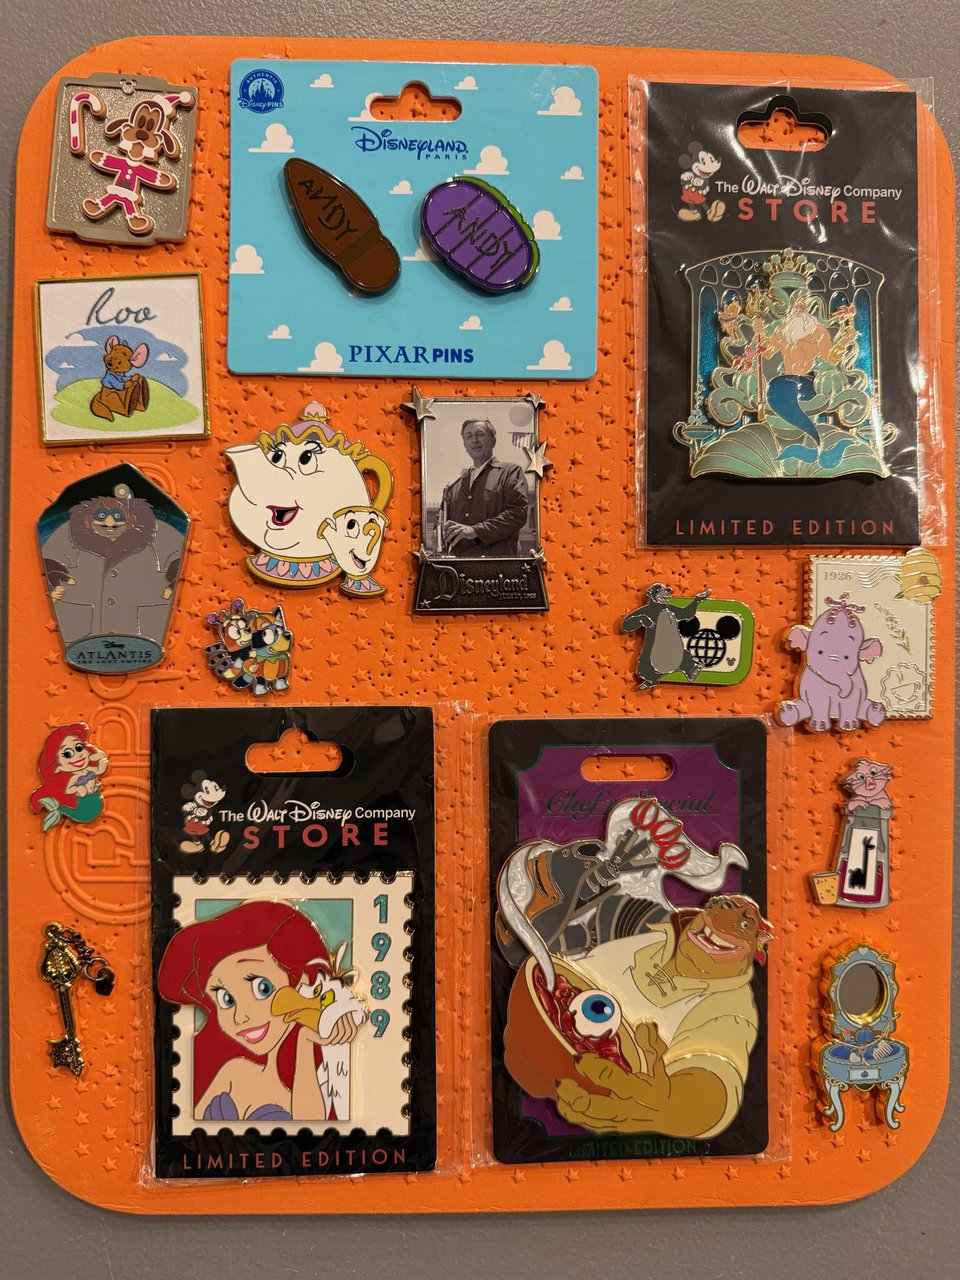 AUTHENTIC
Disney PINS
DISNEYLAND
PARIS
ANDY
ANDY
PIXAR PINS
The WALT DISNEY Company
STORE
LIMITED EDITION
Roo
Disney
ATLANTIS
THE LOST EMPIRE
Disneyland
1926
The WALT DISNEY Company
STORE
1989
LIMITED EDITION
Chef's Special
LIMITED EDITION